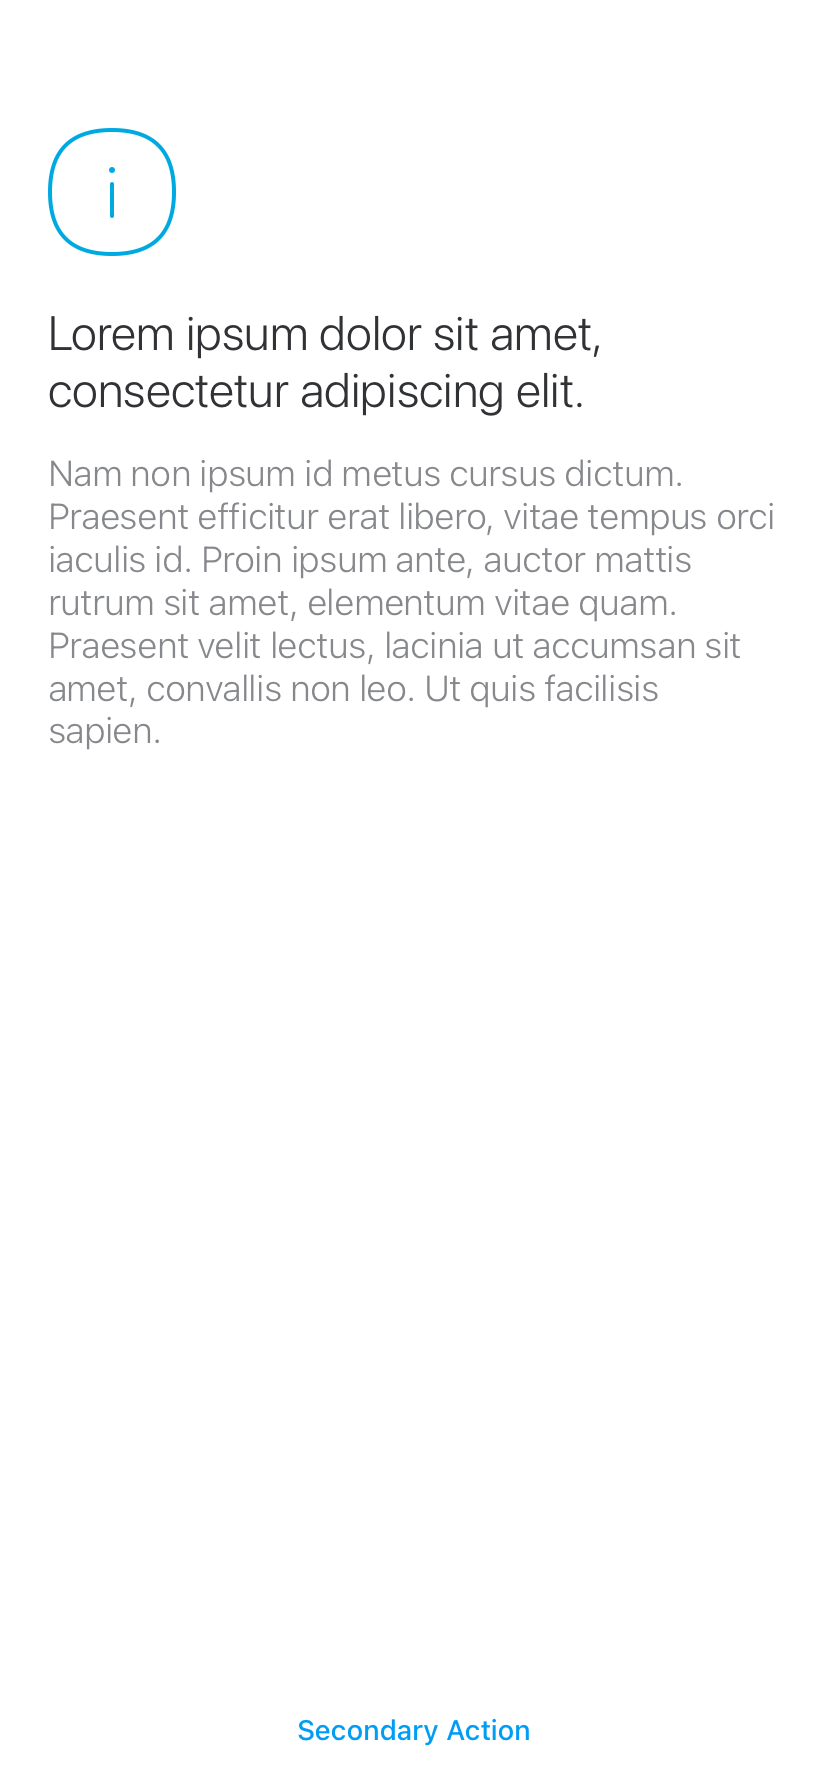 Lorem ipsum dolor sit amet,
consectetur adipiscing elit.
Nam non ipsum id metus cursus dictum.
Praesent efficitur erat libero, vitae tempus orci
iaculis id. Proin ipsum ante, auctor mattis
rutrum sit amet, elementum vitae quam.
Praesent velit lectus, lacinia ut accumsan sit
amet, convallis non leo. Ut quis facilisis
sapien.
Secondary Action